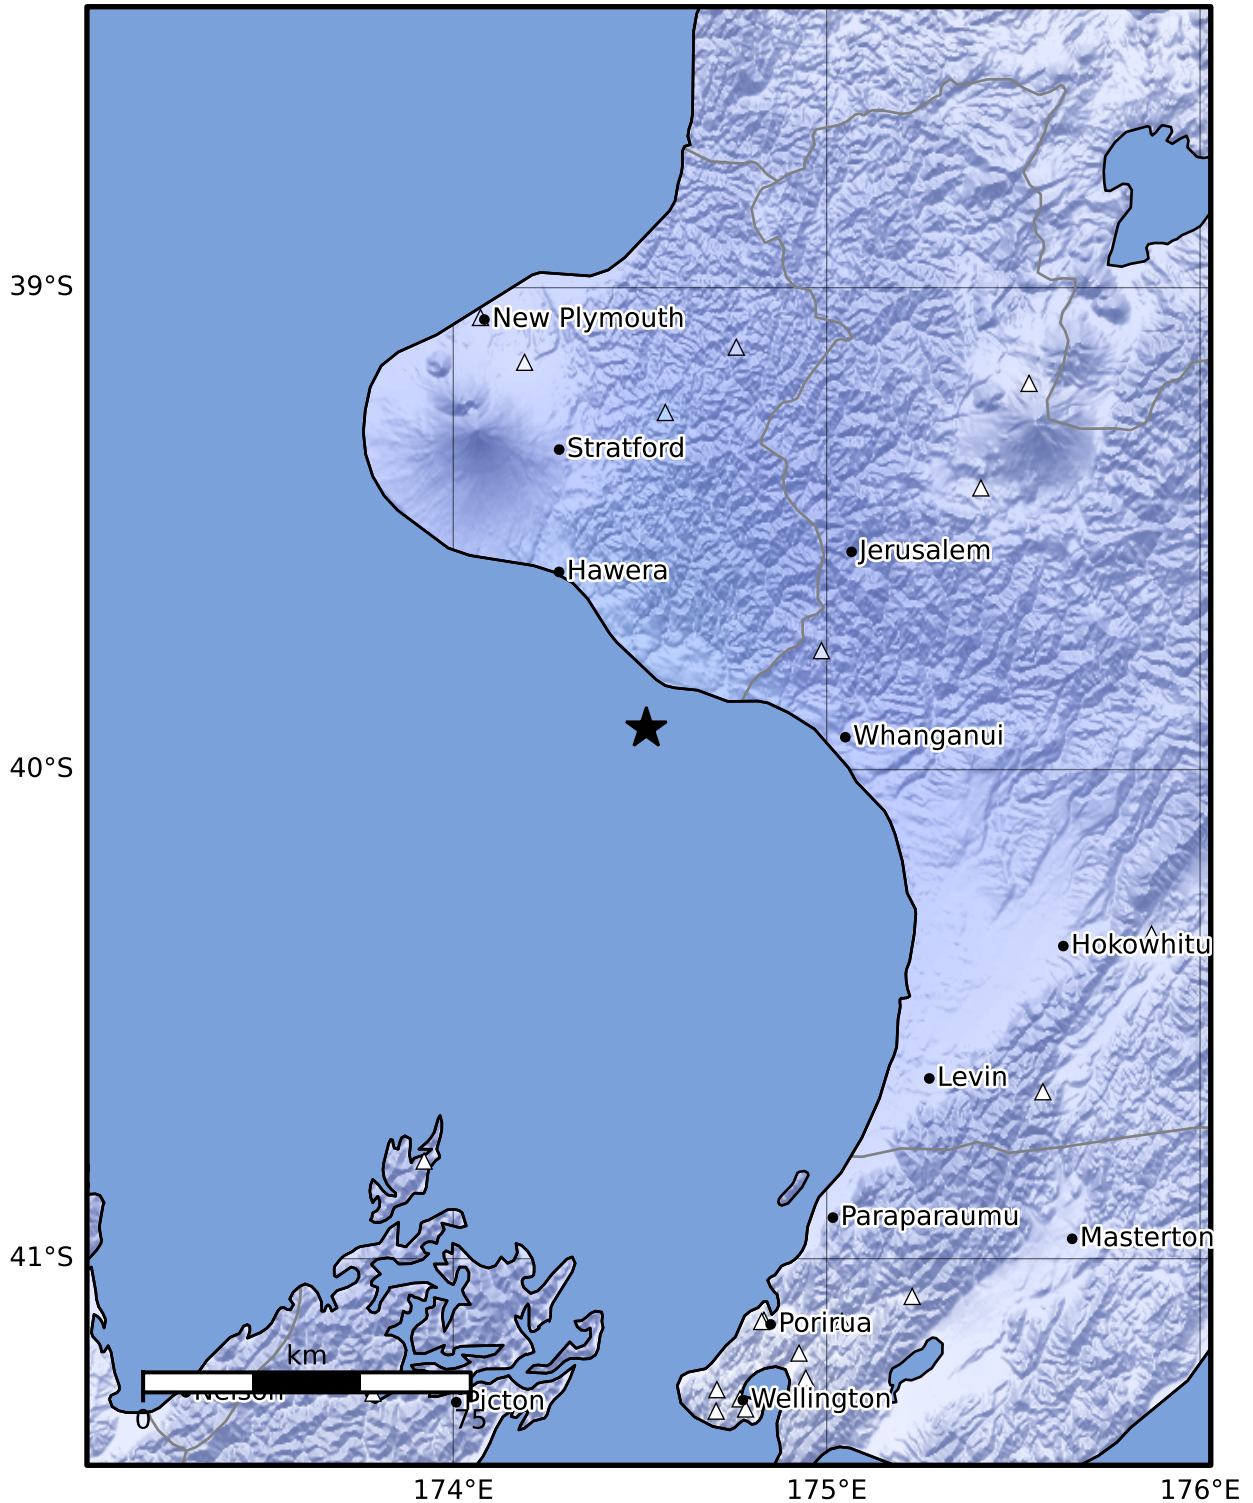 39°S
New Plymouth
Stratford
Jerusalem
Hawera
Whanganui
40°S
Hokowhitu
Levin
Paraparaumu
Masterton
41°S
Porirua
km
Nelson
Picton
Wellington
0
75
174°E
175°E
176°E